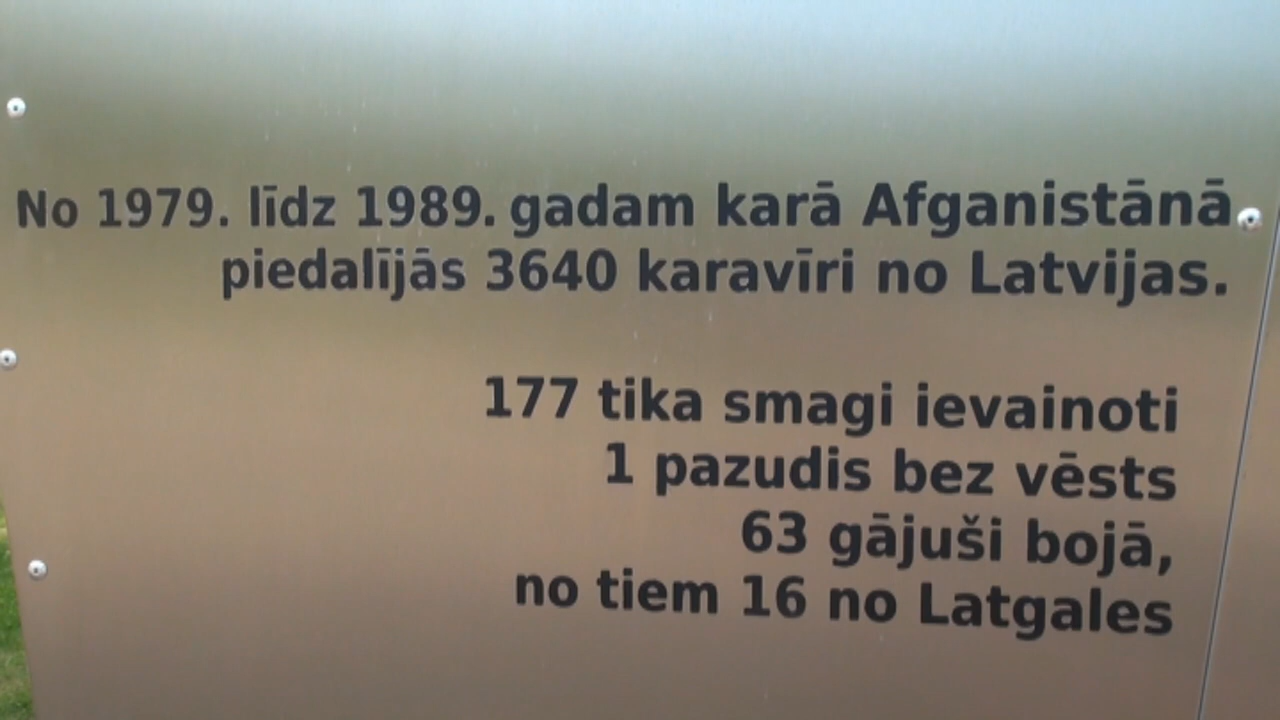 No 1979. līdz 1989. gadam karā Afganistānā
piedalījās 3640 karavīri no Latvijas.
177 tika smagi ievainoti
1 pazudis bez vēsts
63 gājuši bojā,
no tiem 16 no Latgales